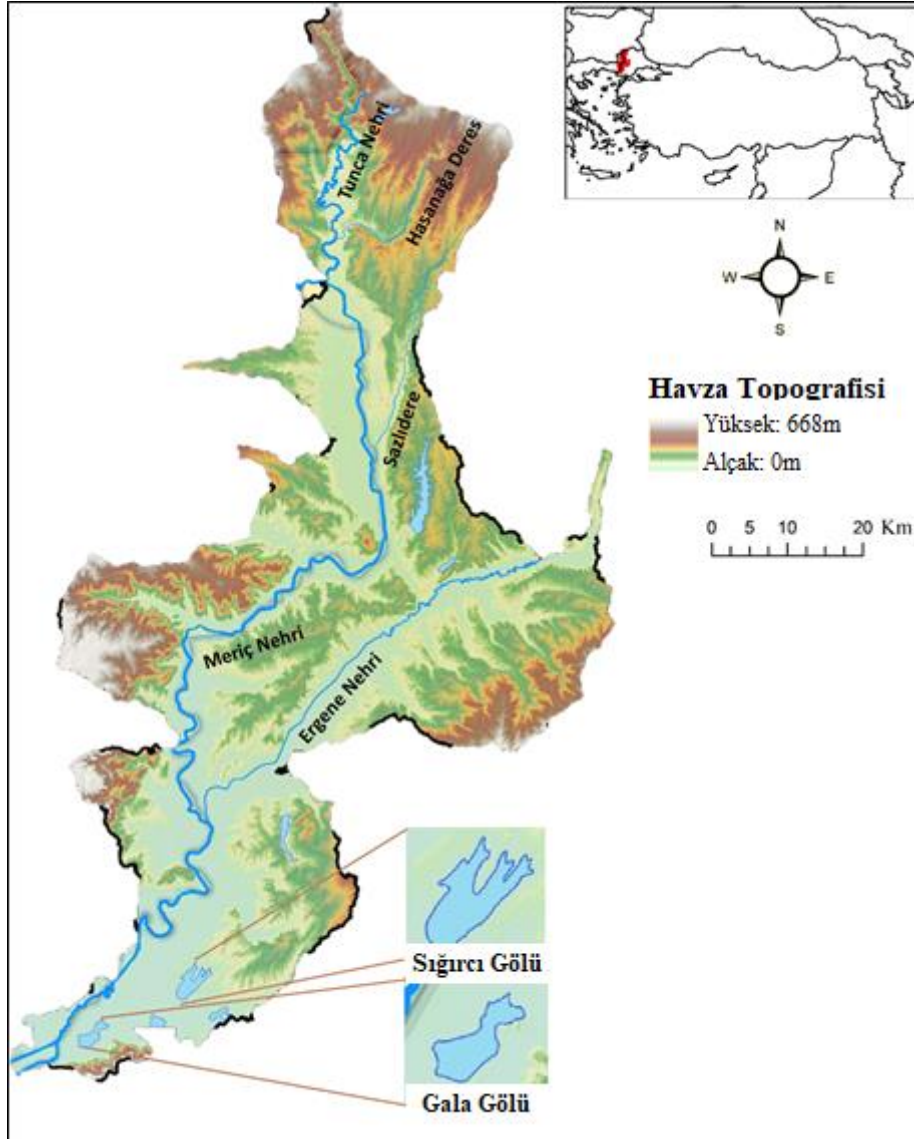 Tunca Nehri
Hasanağa Deres
N
W E
S
Havza Topografisi
Yüksek: 668m
Alçak: 0m
0 5 10 20 Km
Sazlıdere
Meriç Nehri
Ergene Nehri
Sığırcı Gölü
Gala Gölü